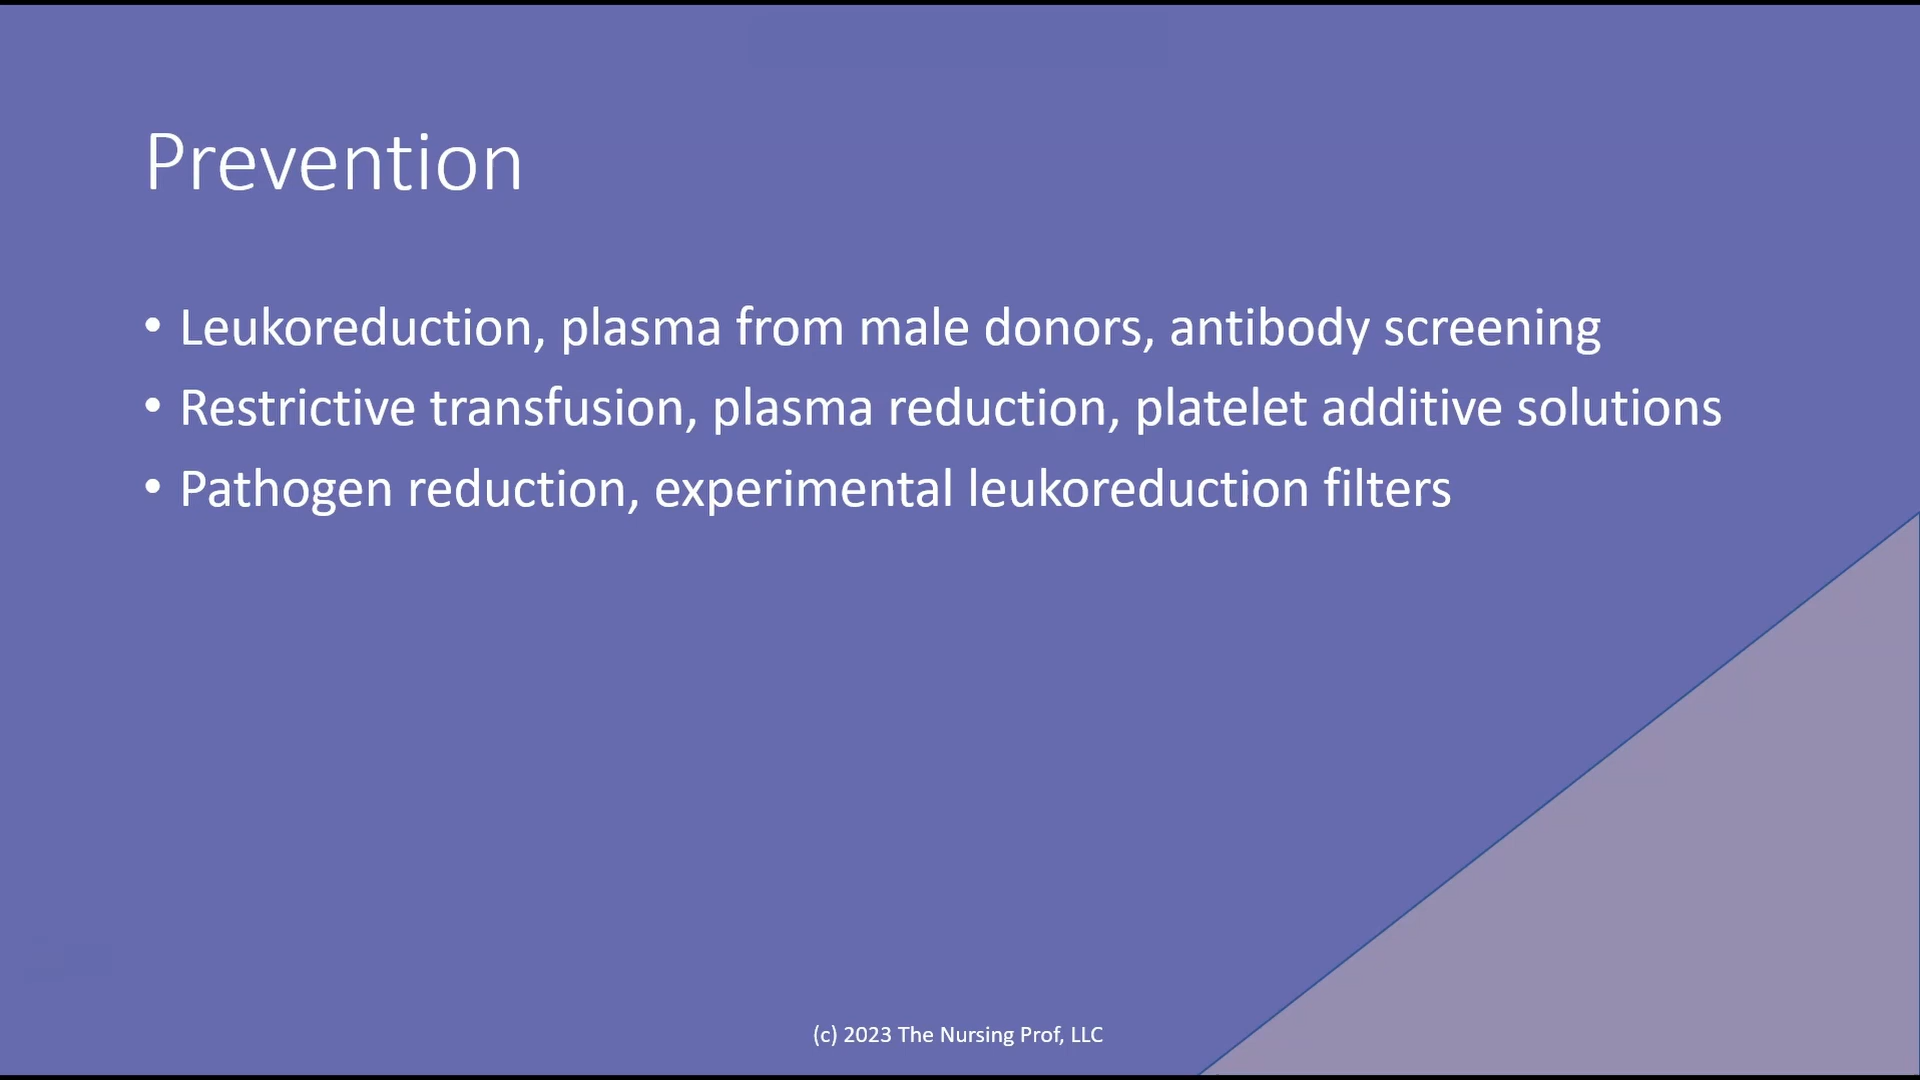 Prevention
• Leukoreduction, plasma from male donors, antibody screening
• Restrictive transfusion, plasma reduction, platelet additive solutions
• Pathogen reduction, experimental leukoreduction filters
(c) 2023 The Nursing Prof, LLC